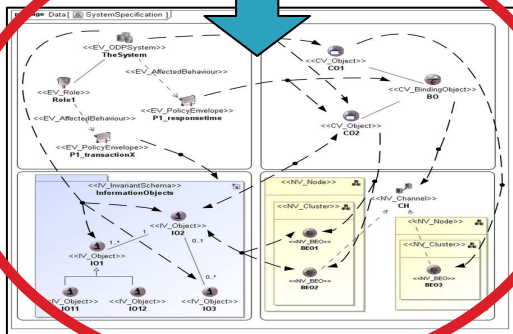 Data [ SystemSpecification ]
<<EV_ODPSystem>>
TheSystem
<<EV_AffectedBehaviour>>
<<EV_Role>>
Role1
<<EV_AffectedBehaviour>>
<<EV_PolicyEnvelope>>
P1_responsetime
<<EV_PolicyEnvelope>>
P1_transactionX
<<CV_Object>>
CO1
<<CV_BindingObject>>
BO
<<CV_Object>>
CO2
<<IV_InvariantSchema>>
InformationObjects
<<IV_Object>>
IO2
1
1..*
0..1
<<IV_Object>>
IO1
0..*
<<IV_Object>>
IO11
<<IV_Object>>
IO12
<<IV_Object>>
IO3
<<NV_Node>>
<<NV_Cluster>>
<<NV_BEO>>
BEO1
<<NV_BEO>>
BEO2
<<NV_Channel>>
CH
<<NV_Node>>
<<NV_Cluster>>
<<NV_BEO>>
BEO3